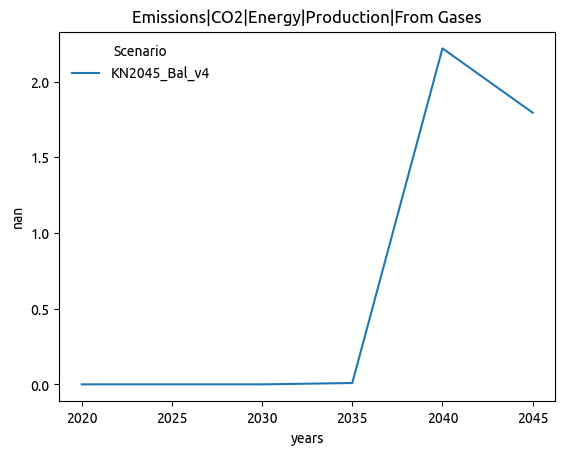 Emissions|CO2|Energy|Production|From Gases
Scenario
KN2045_Bal_v4
2.0
1.5
1.0
0.5
0.0
nan
2020 2025 2030 2035 2040 2045
years